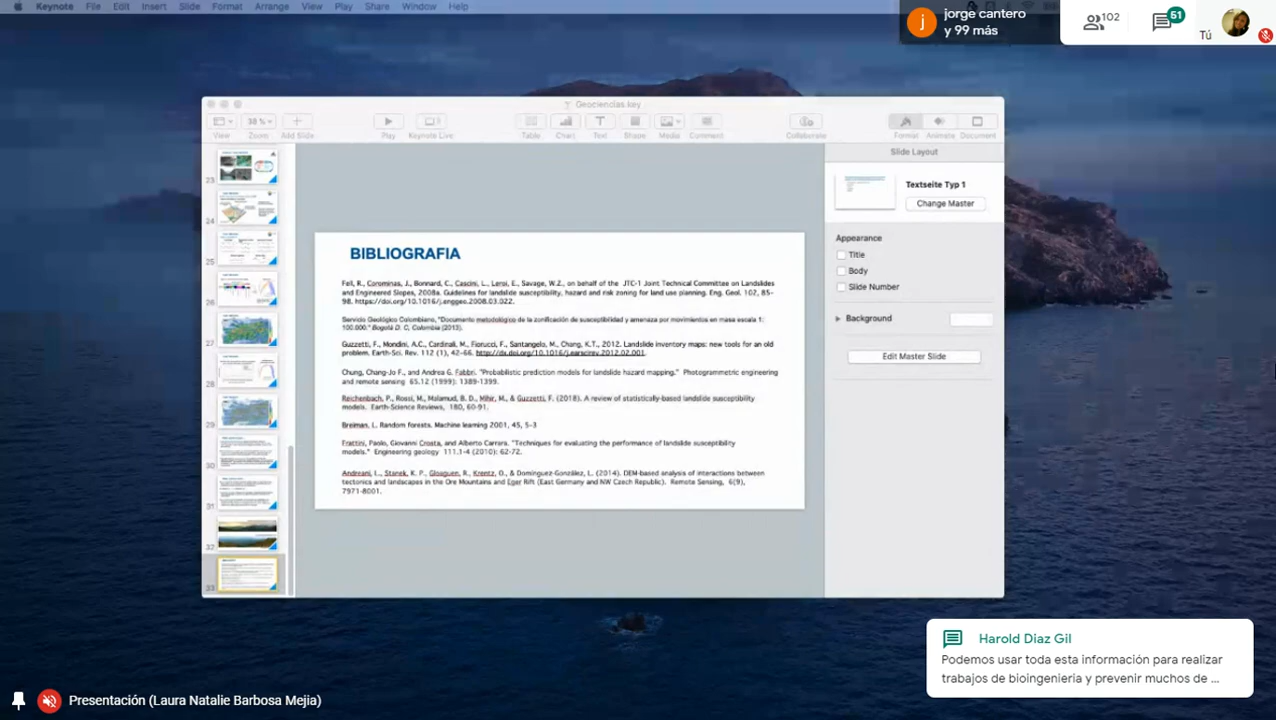 Keynote File Edit Insert Slide Format Arrange View Play Share Window Help
jorge cantero
y 99 más
102
51
Tú
Geociencias.key
38 %
View Zoom Add Slide Play Keynote Live Table Chart Text Shape Media Comment Collaborate Format Animate Document
Slide Layout
Textseite Typ 1
Change Master
Appearance
Title
Body
Slide Number
Background
Edit Master Slide
23
24
25
26
27
28
29
30
31
32
33
BIBLIOGRAFIA
Fell, R., Corominas, J., Bonnard, C., Cascini, L., Leroi, E., Savage, W.Z., on behalf of the JTC-1 Joint Technical Committee on Landslides
and Engineered Slopes, 2008a. Guidelines for landslide susceptibility, hazard and risk zoning for land use planning. Eng. Geol. 102, 85-
98. https://doi.org/10.1016/j.enggeo.2008.03.022.
Servicio Geológico Colombiano, "Documento metodológico de la zonificación de susceptibilidad y amenaza por movimientos en masa escala 1:
100.000." Bogotá D. C, Colombia (2013).
Guzzetti, F., Mondini, A.C., Cardinali, M., Fiorucci, F., Santangelo, M., Chang, K.T., 2012. Landslide inventory maps: new tools for an old
problem. Earth-Sci. Rev. 112 (1), 42–66. http://dx.doi.org/10.1016/j.earscirev.2012.02.001.
Chung, Chang-Jo F., and Andrea G. Fabbri. "Probabilistic prediction models for landslide hazard mapping." Photogrammetric engineering
and remote sensing 65.12 (1999): 1389-1399.
Reichenbach, P., Rossi, M., Malamud, B. D., Mihir, M., & Guzzetti, F. (2018). A review of statistically-based landslide susceptibility
models. Earth-Science Reviews, 180, 60-91.
Breiman, L. Random forests. Machine learning 2001, 45, 5–3
Frattini, Paolo, Giovanni Crosta, and Alberto Carrara. "Techniques for evaluating the performance of landslide susceptibility
models." Engineering geology 111.1-4 (2010): 62-72.
Andreani, L., Stanek, K. P., Gloaguen, R., Krentz, O., & Domínguez-González, L. (2014). DEM-based analysis of interactions between
tectonics and landscapes in the Ore Mountains and Eger Rift (East Germany and NW Czech Republic). Remote Sensing, 6(9),
7971-8001.
Harold Diaz Gil
Podemos usar toda esta información para realizar
trabajos de bioingenieria y prevenir muchos de ...
Presentación (Laura Natalie Barbosa Mejia)